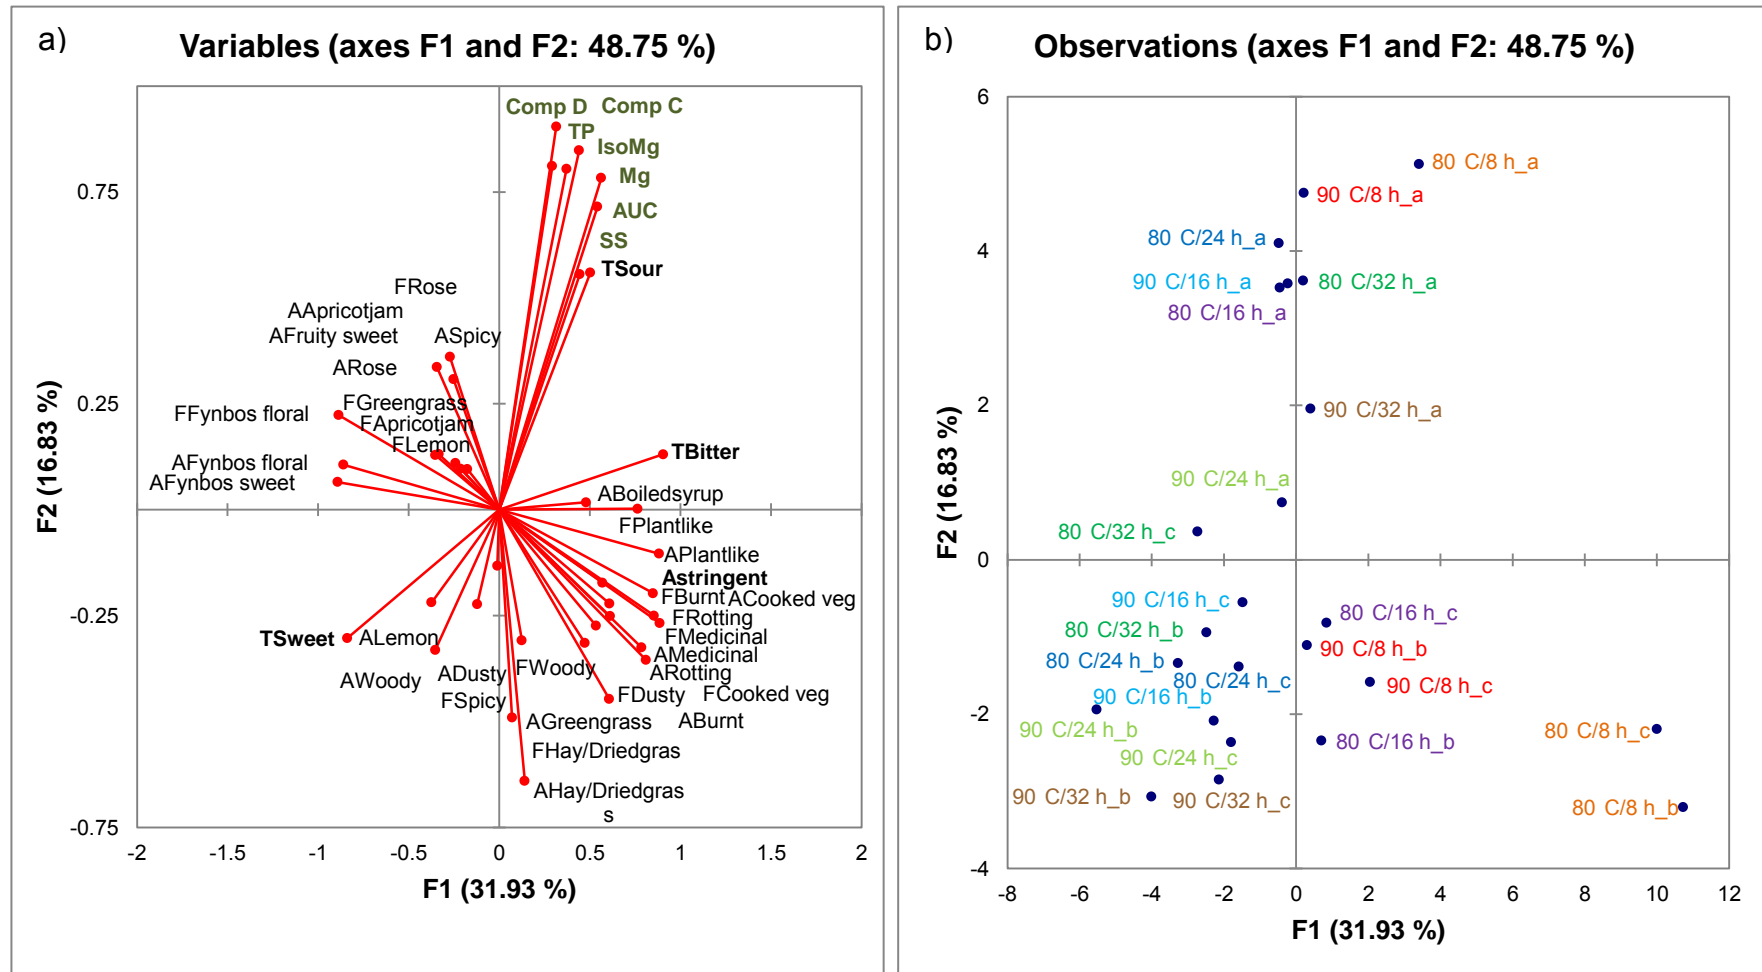 a)
Variables (axes F1 and F2: 48.75 %)
Comp D
Comp C
TP
IsoMg
Mg
AUC
SS
TSour
0.75
FRose
AApricotjam
AFruity sweet
ASpicy
ARose
0.25
FGreengrass
FFynbos floral
FApricotjam
FLemon
TBitter
AFynbos floral
AFynbos sweet
ABoiledsyrup
FPlantlike
APlantlike
Astringent
FBurnt
ACooked veg
-0.25
FRotting
TSweet
ALemon
FMedicinal
AMedicinal
AWoody
ADusty
FWoody
ARotting
FSpicy
FDusty
FCooked veg
AGreengrass
ABurnt
FHay/Driedgras
AHay/Driedgras
s
-0.75
-2
-1.5
-1
-0.5
0
0.5
1
1.5
2
F1 (31.93 %)
F2 (16.83 %)
b)
Observations (axes F1 and F2: 48.75 %)
6
80 C/8 h_a
90 C/8 h_a
80 C/24 h_a
4
90 C/16 h_a
80 C/32 h_a
80 C/16 h_a
2
90 C/32 h_a
90 C/24 h_a
80 C/32 h_c
0
90 C/16 h_c
80 C/16 h_c
80 C/32 h_b
90 C/8 h_b
80 C/24 h_b
80 C/24 h_c
90 C/8 h_c
90 C/16 h_b
-2
90 C/24 h_b
80 C/8 h_c
80 C/16 h_b
90 C/24 h_c
90 C/32 h_b
90 C/32 h_c
80 C/8 h_b
-4
-8
-6
-4
-2
0
2
4
6
8
10
12
F1 (31.93 %)
F2 (16.83 %)